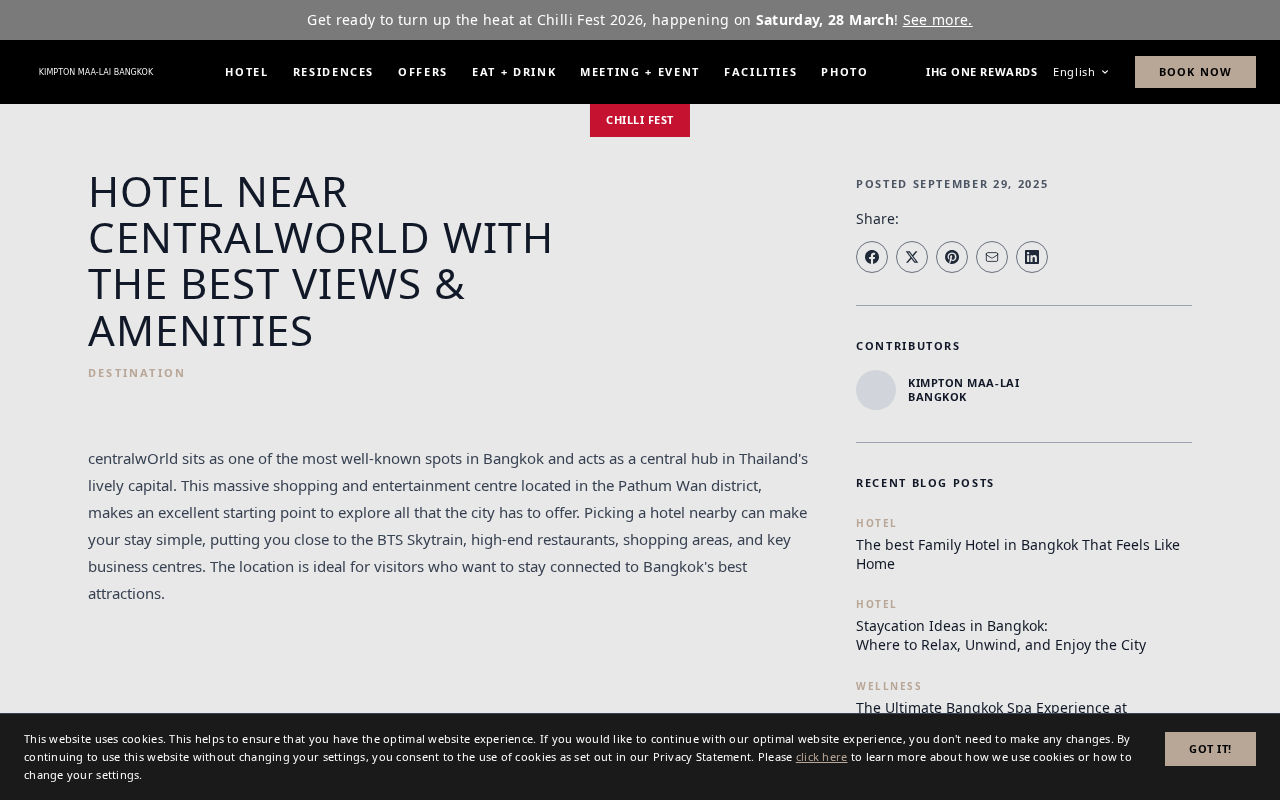 Get ready to turn up the heat at Chilli Fest 2026, happening on Saturday, 28 March! See more.
KIMPTON MAA-LAI BANGKOK
HOTEL RESIDENCES OFFERS EAT + DRINK MEETING + EVENT FACILITIES PHOTO
IHG ONE REWARDS English BOOK NOW
CHILLI FEST
HOTEL NEAR
CENTRALWORLD WITH
THE BEST VIEWS &
AMENITIES
DESTINATION
centralwOrld sits as one of the most well-known spots in Bangkok and acts as a central hub in Thailand's
lively capital. This massive shopping and entertainment centre located in the Pathum Wan district,
makes an excellent starting point to explore all that the city has to offer. Picking a hotel nearby can make
your stay simple, putting you close to the BTS Skytrain, high-end restaurants, shopping areas, and key
business centres. The location is ideal for visitors who want to stay connected to Bangkok's best
attractions.
POSTED SEPTEMBER 29, 2025
Share:
CONTRIBUTORS
KIMPTON MAA-LAI
BANGKOK
RECENT BLOG POSTS
HOTEL
The best Family Hotel in Bangkok That Feels Like
Home
HOTEL
Staycation Ideas in Bangkok:
Where to Relax, Unwind, and Enjoy the City
WELLNESS
The Ultimate Bangkok Spa Experience at
This website uses cookies. This helps to ensure that you have the optimal website experience. If you would like to continue with our optimal website experience, you don't need to make any changes. By
continuing to use this website without changing your settings, you consent to the use of cookies as set out in our Privacy Statement. Please click here to learn more about how we use cookies or how to
change your settings.
GOT IT!